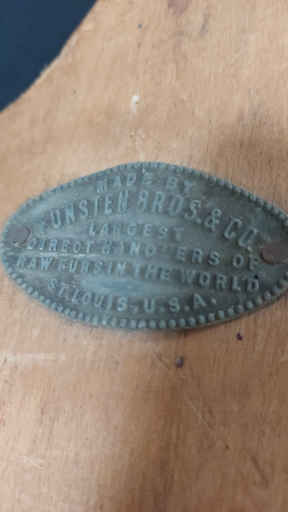 MADE BY
FUNSTEN BROS. & CO.
LARGEST
DIRECT HANDLERS OF
RAW FURS IN THE WORLD
ST. LOUIS, U.S.A.